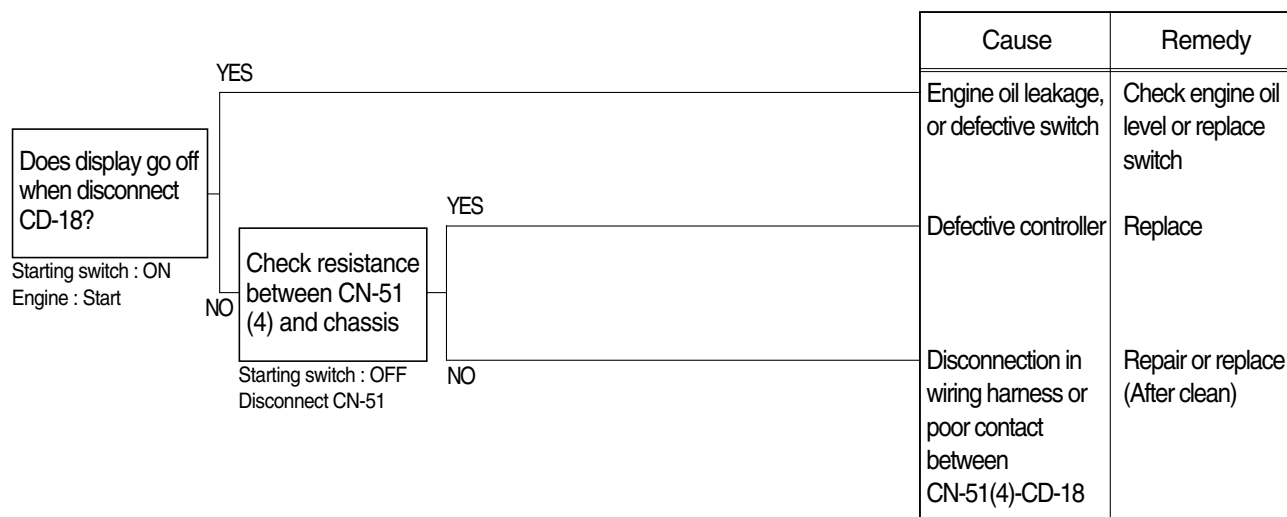 Cause
Remedy
YES
Engine oil leakage,
or defective switch
Check engine oil
level or replace
switch
Does display go off
when disconnect
CD-18?
Starting switch : ON
Engine : Start
YES
Defective controller
Replace
NO
Check resistance
between CN-51
(4) and chassis
Starting switch : OFF
Disconnect CN-51
NO
Disconnection in
wiring harness or
poor contact
between
CN-51(4)-CD-18
Repair or replace
(After clean)